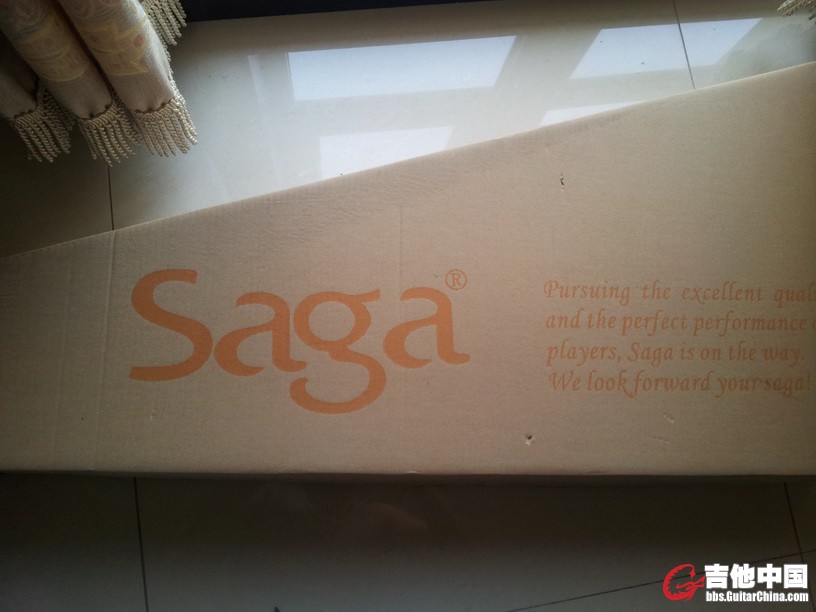 Saga®
Pursuing the excellent
and the perfect performance
players, Saga is on the way.
We look forward your saga!
吉他中国
bbs.GuitarChina.com